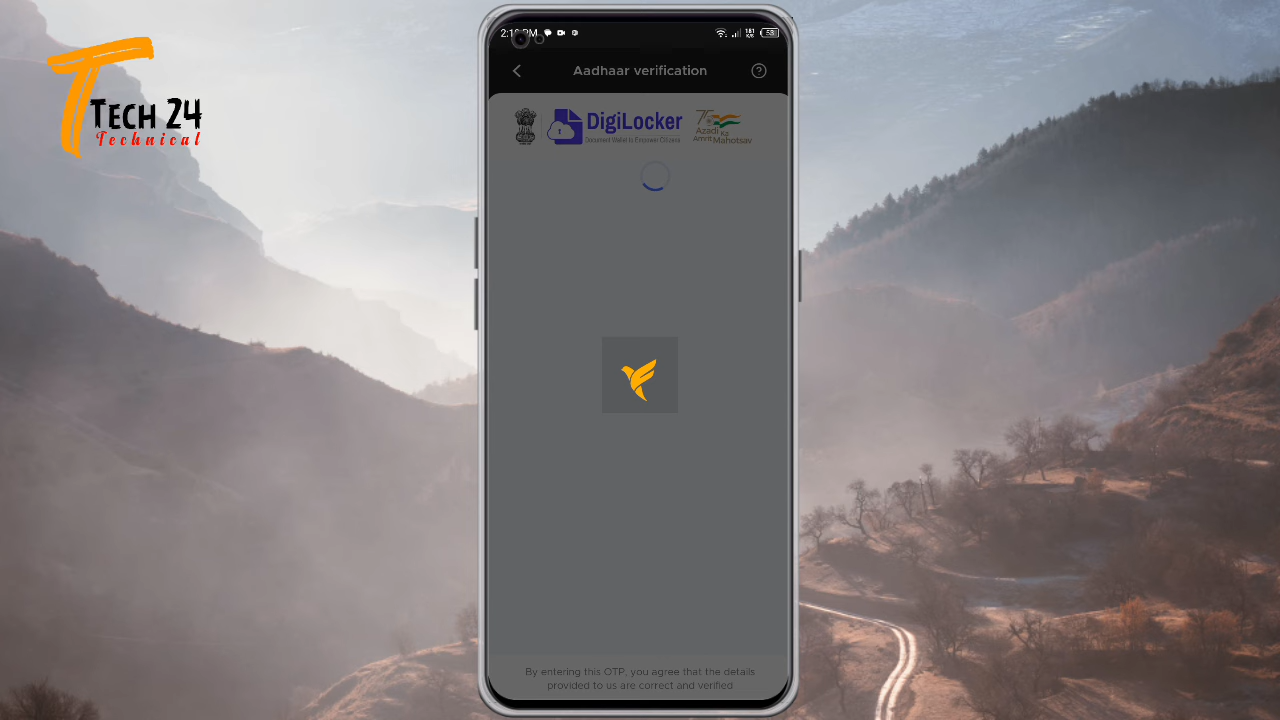 TECH 24
Technical
Aadhaar verification
DigiLocker
Document Wallet to Empower Citizens
Azadi Ka
Amrit Mahotsav
By entering this OTP, you agree that the details
provided to us are correct and verified